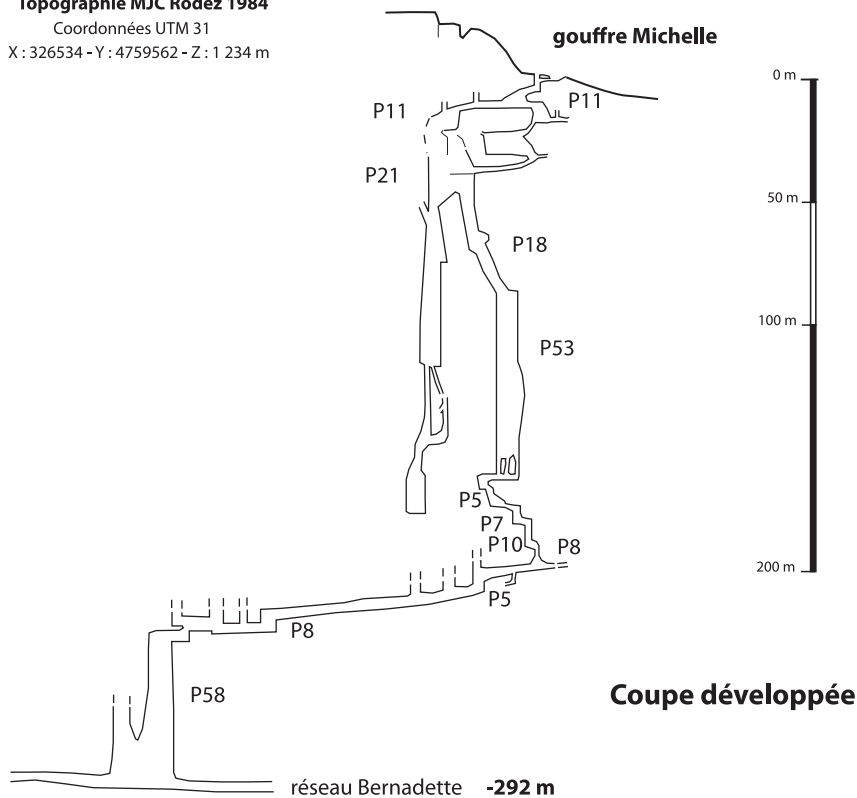 Topographie MJC Rodez 1984
Coordonnées UTM 31
X : 326534 - Y : 4759562 - Z : 1 234 m
gouffre Michelle
0 m
P11
P11
P21
50 m
P18
100 m
P53
P5
P7
P10
P8
200 m
P5
P8
P58
Coupe développée
réseau Bernadette -292 m